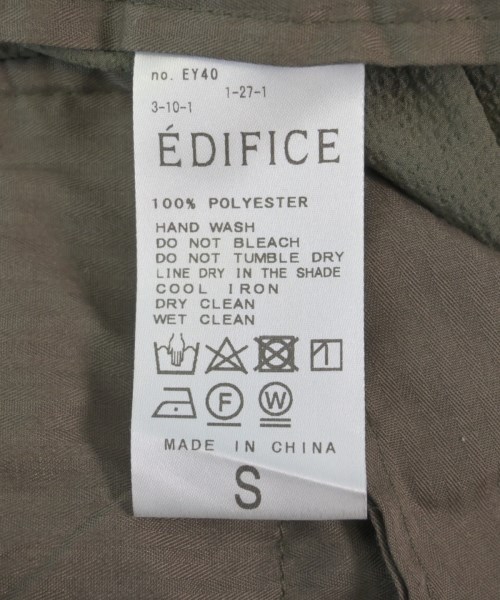 no. EY40
1-27-1
3-10-1
ÉDIFICE
100% POLYESTER
HAND WASH
DO NOT BLEACH
DO NOT TUMBLE DRY
LINE DRY IN THE SHADE
COOL IRON
DRY CLEAN
WET CLEAN
F W
MADE IN CHINA
S